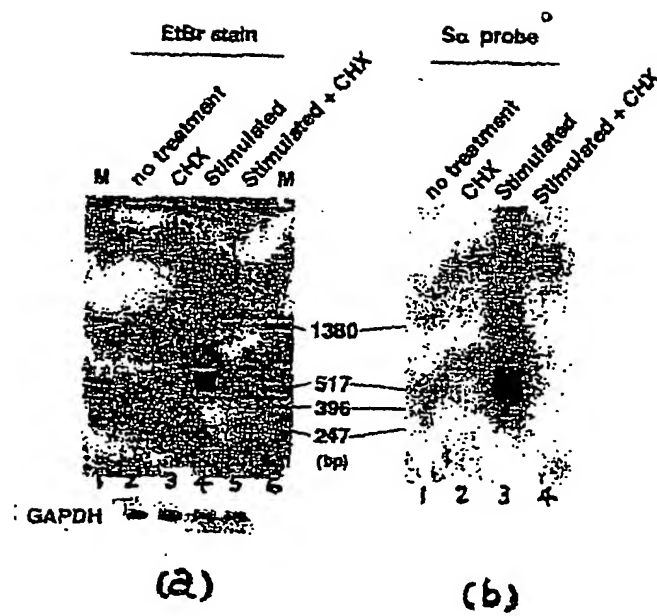 EtBr stain
Sα probe
M no treatment CHX Stimulated Stimulated + CHX M
no treatment CHX Stimulated Stimulated + CHX
1380
517
396
247
(bp)
1 2 3 4 5 6
1 2 3 4
GAPDH
(a)
(b)